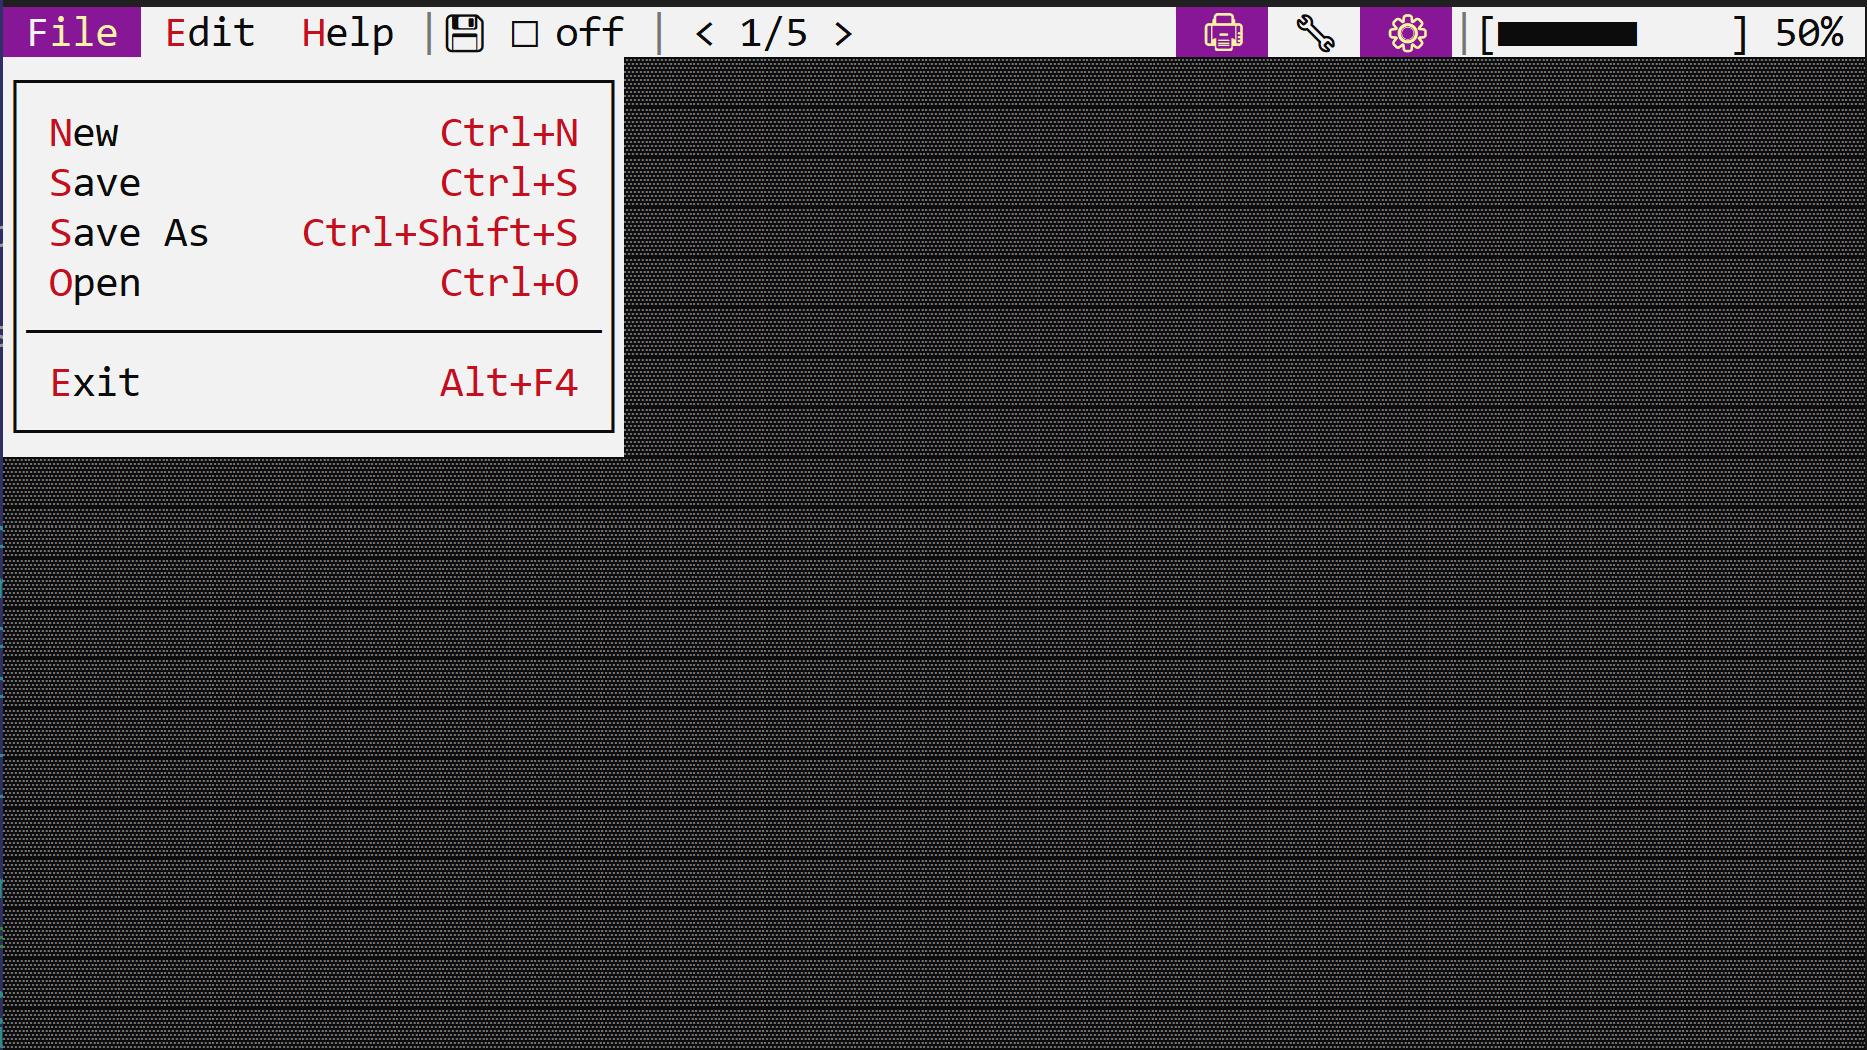 File Edit Help | off | < 1/5 > | [ ] 50%
New Ctrl+N
Save Ctrl+S
Save As Ctrl+Shift+S
Open Ctrl+O
Exit Alt+F4